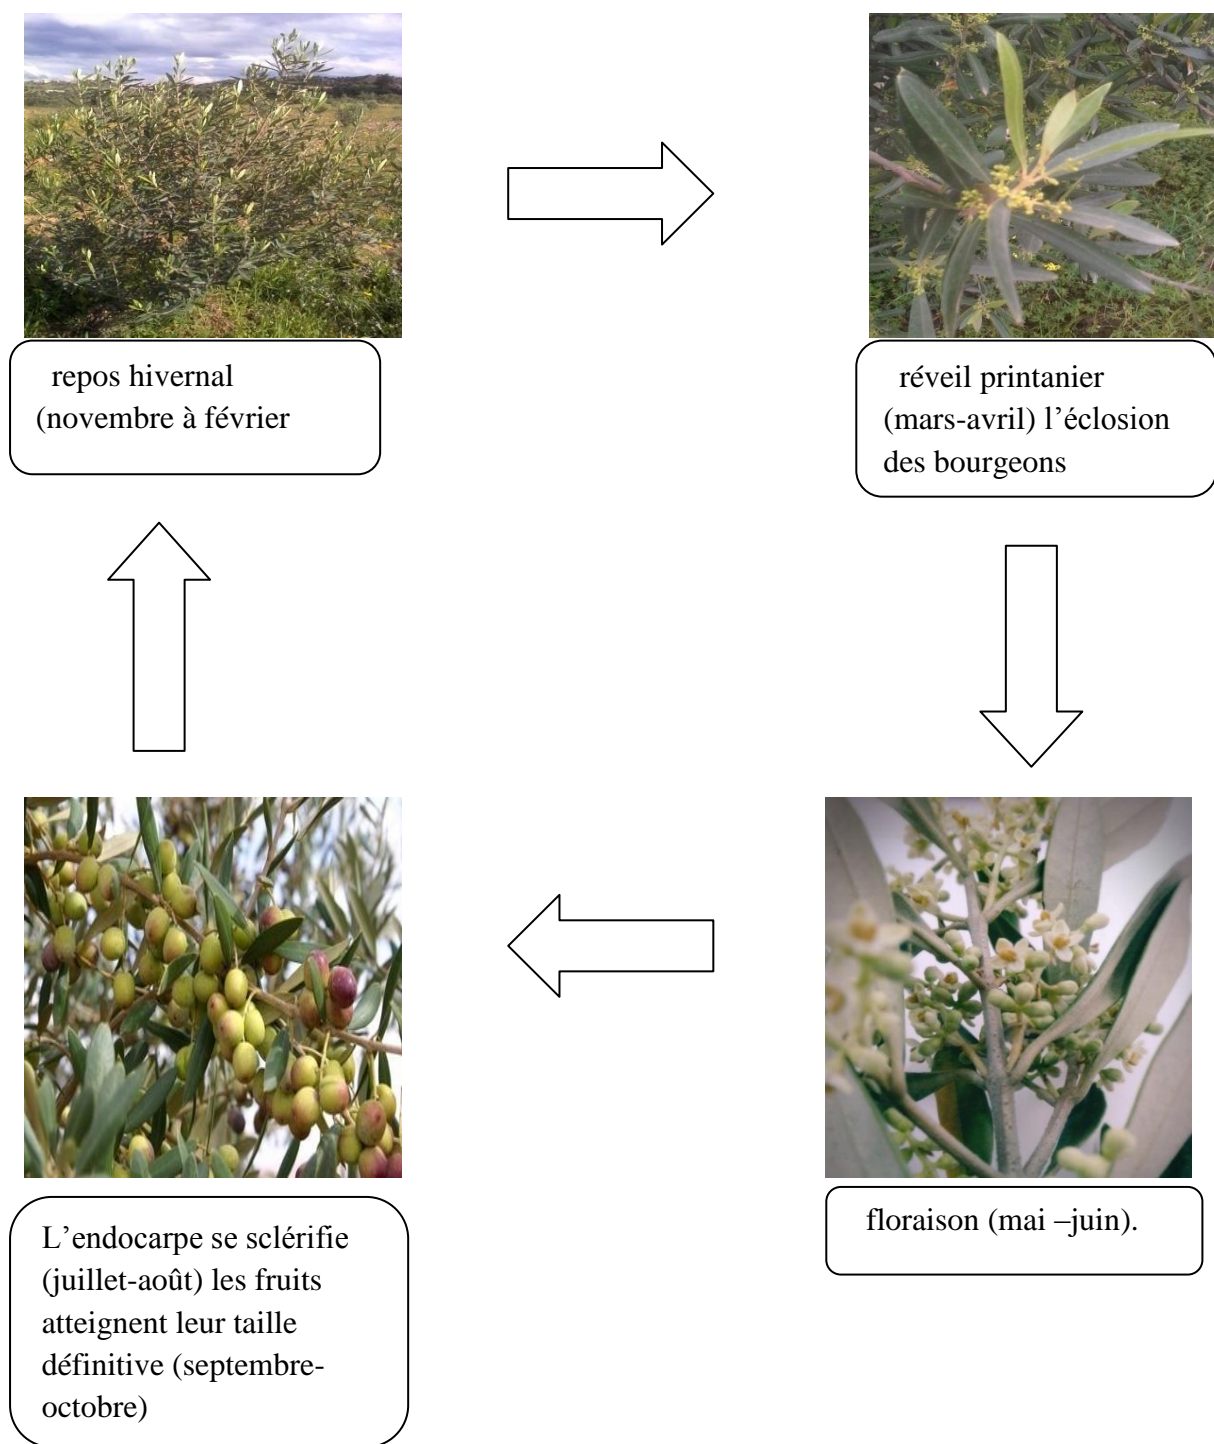 repos hivernal
(novembre à février
réveil printanier
(mars-avril) l’éclosion
des bourgeons
floraison (mai –juin).
L’endocarpe se sclérifie
(juillet-août) les fruits
atteignent leur taille
définitive (septembre-
octobre)